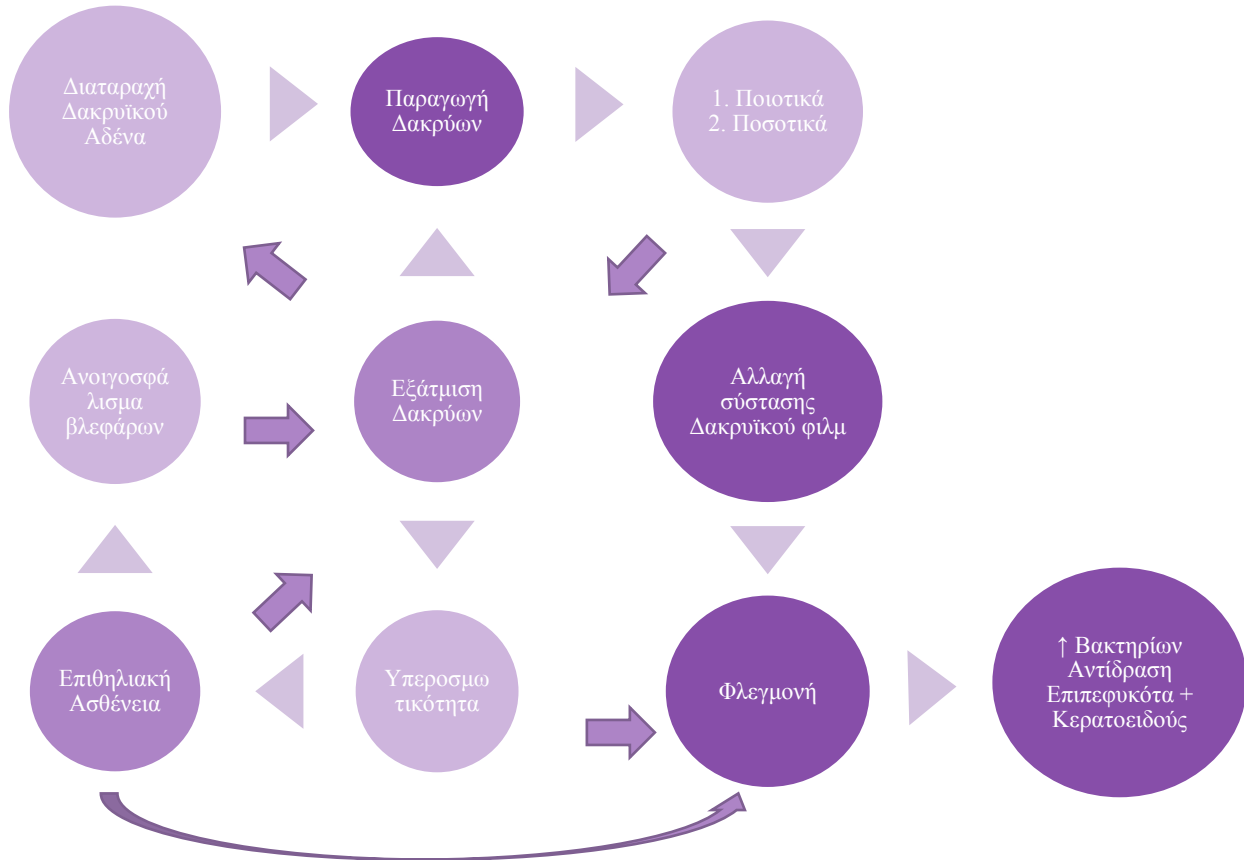 Διαταραχή
Δακρυϊκού
Αδένα
Παραγωγή
Δακρύων
1. Ποιοτικά
2. Ποσοτικά
Ανοιγοσφά
λισμα
βλεφάρων
Εξάτμιση
Δακρύων
Αλλαγή
σύστασης
Δακρυϊκού φιλμ
Επιθηλιακή
Ασθένεια
Υπεροσμω
τικότητα
Φλεγμονή
↑ Βακτηρίων
Αντίδραση
Επιπεφυκότα +
Κερατοειδούς